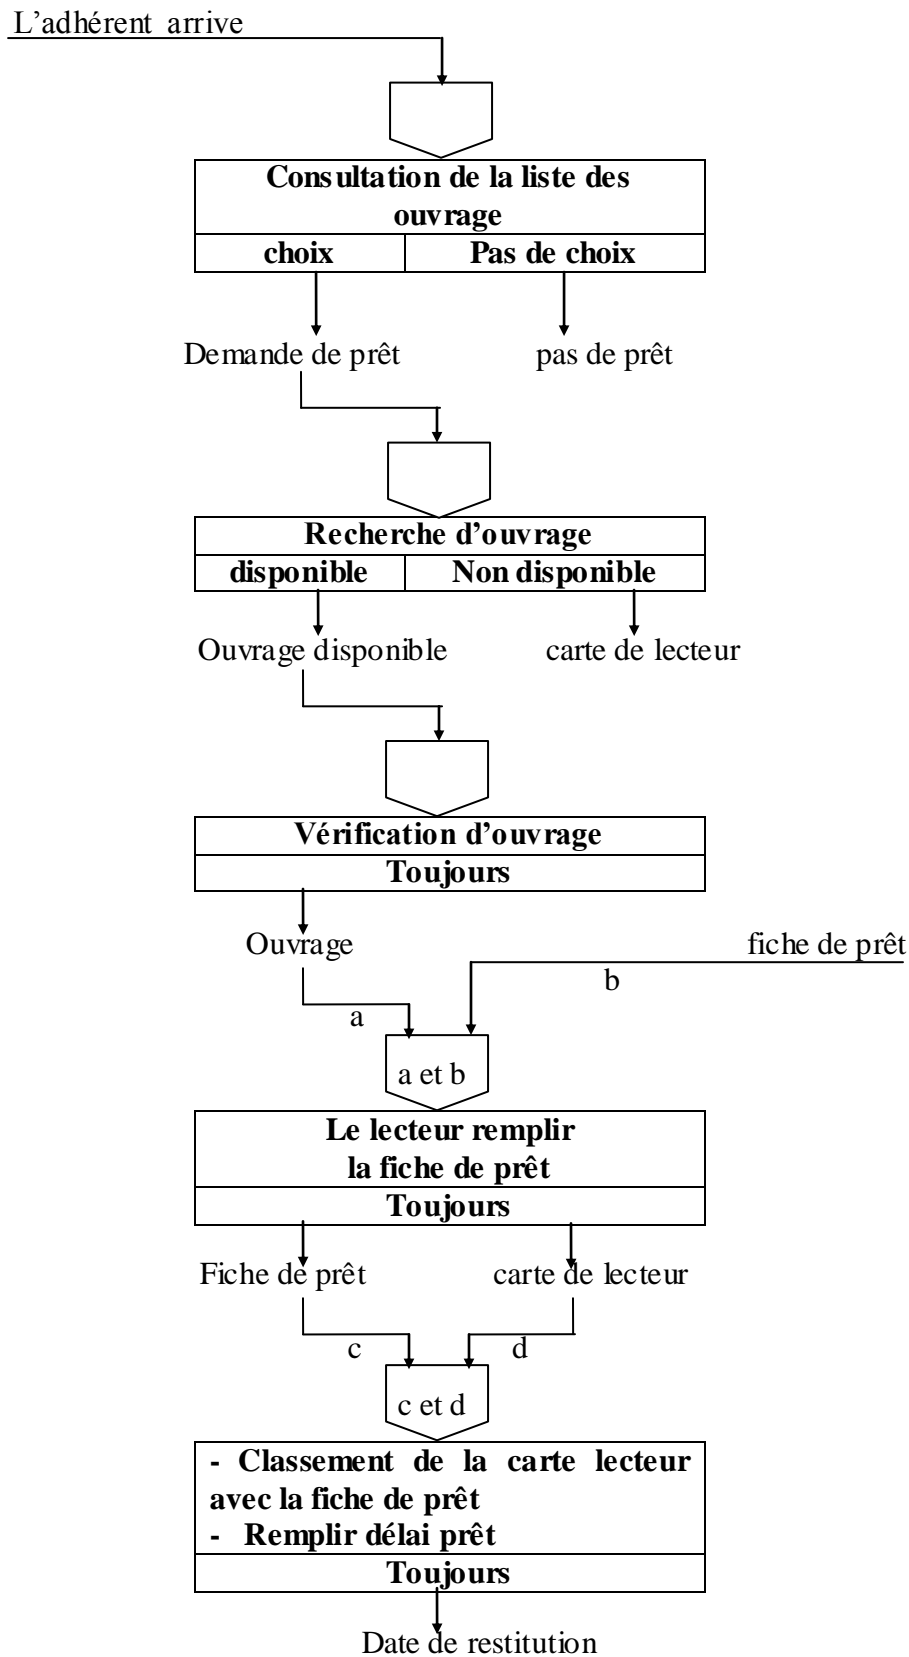 L'adhérent arrive
Consultation de la liste des
ouvrage
choix
Pas de choix
Demande de prêt
pas de prêt
Recherche d'ouvrage
disponible
Non disponible
Ouvrage disponible
carte de lecteur
Vérification d'ouvrage
Toujours
Ouvrage
fiche de prêt
b
a
a et b
Le lecteur remplir
la fiche de prêt
Toujours
Fiche de prêt
carte de lecteur
c
d
c et d
- Classement de la carte lecteur
avec la fiche de prêt
- Remplir délai prêt
Toujours
Date de restitution